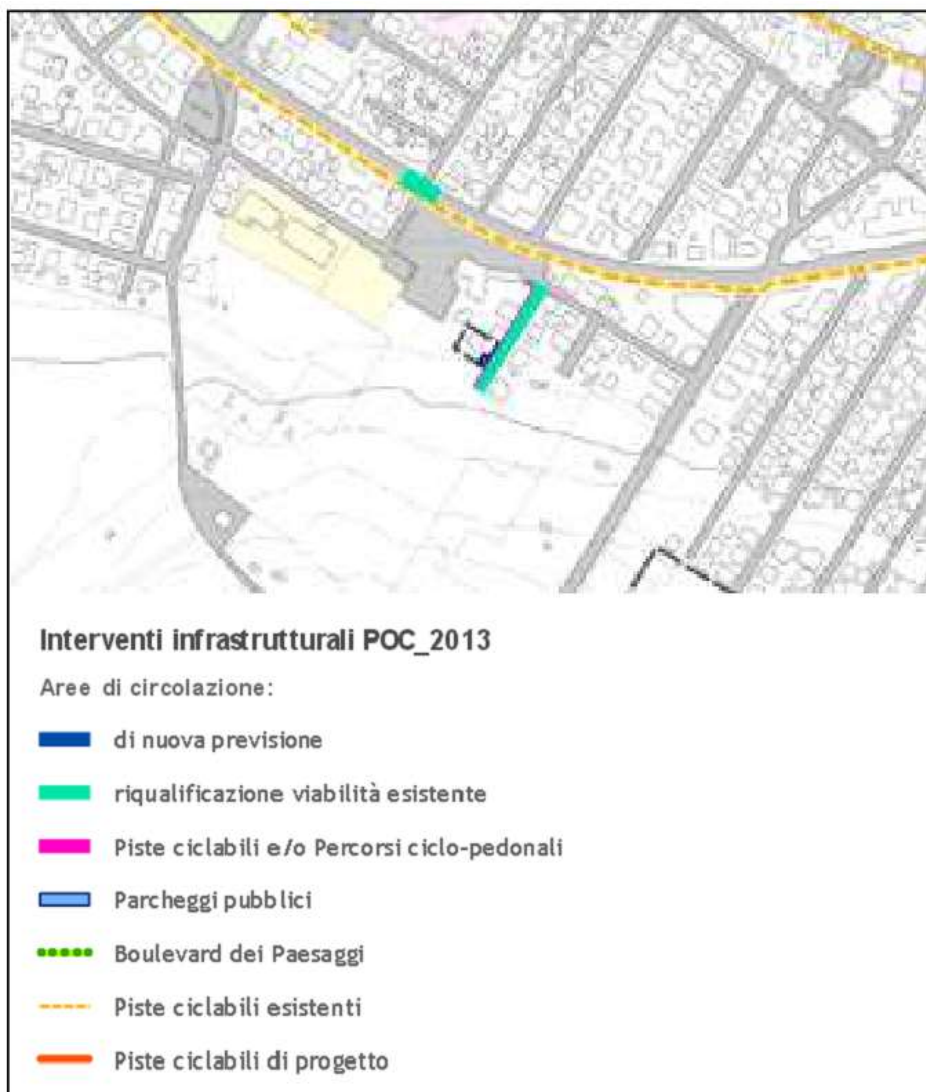 Interventi infrastrutturali POC_2013
Aree di circolazione:
di nuova previsione
riqualificazione viabilità esistente
Piste ciclabili e/o Percorsi ciclo-pedonali
Parcheggi pubblici
Boulevard dei Paesaggi
Piste ciclabili esistenti
Piste ciclabili di progetto